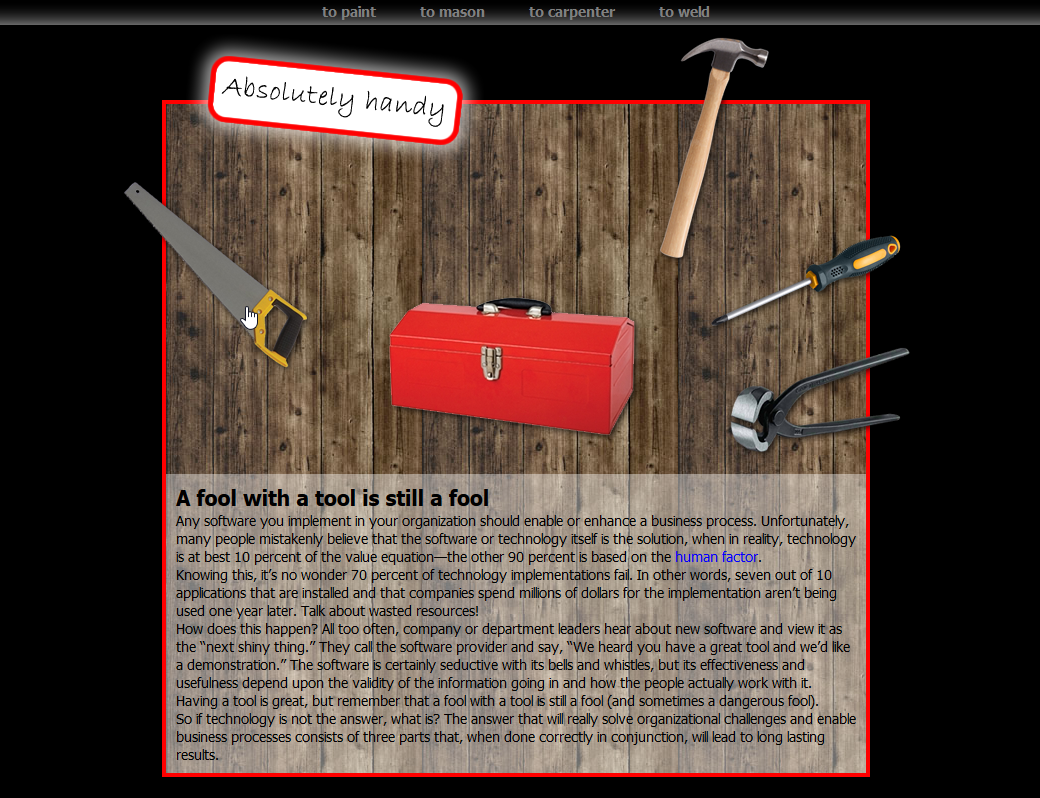 to paint to mason to carpenter to weld
Absolutely handy
A fool with a tool is still a fool
Any software you implement in your organization should enable or enhance a business process. Unfortunately,
many people mistakenly believe that the software or technology itself is the solution, when in reality, technology
is at best 10 percent of the value equation—the other 90 percent is based on the human factor.
Knowing this, it’s no wonder 70 percent of technology implementations fail. In other words, seven out of 10
applications that are installed and that companies spend millions of dollars for the implementation aren’t being
used one year later. Talk about wasted resources!
How does this happen? All too often, company or department leaders hear about new software and view it as
the “next shiny thing.” They call the software provider and say, “We heard you have a great tool and we’d like
a demonstration.” The software is certainly seductive with its bells and whistles, but its effectiveness and
usefulness depend upon the validity of the information going in and how the people actually work with it.
Having a tool is great, but remember that a fool with a tool is still a fool (and sometimes a dangerous fool).
So if technology is not the answer, what is? The answer that will really solve organizational challenges and enable
business processes consists of three parts that, when done correctly in conjunction, will lead to long lasting
results.